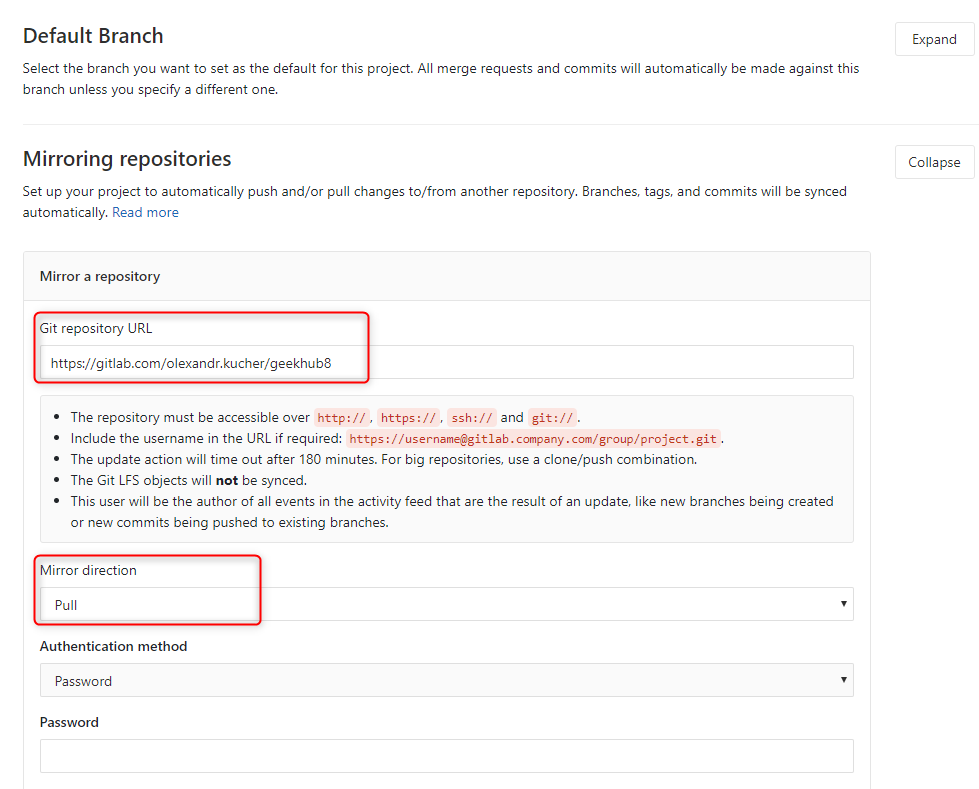 Default Branch
Expand
Select the branch you want to set as the default for this project. All merge requests and commits will automatically be made against this
branch unless you specify a different one.
Mirroring repositories
Collapse
Set up your project to automatically push and/or pull changes to/from another repository. Branches, tags, and commits will be synced
automatically. Read more
Mirror a repository
Git repository URL
https://gitlab.com/olexandr.kucher/geekhub8
• The repository must be accessible over http://, https://, ssh:// and git://.
• Include the username in the URL if required: https://username@gitlab.company.com/group/project.git.
• The update action will time out after 180 minutes. For big repositories, use a clone/push combination.
• The Git LFS objects will not be synced.
• This user will be the author of all events in the activity feed that are the result of an update, like new branches being created
or new commits being pushed to existing branches.
Mirror direction
Pull
Authentication method
Password
Password